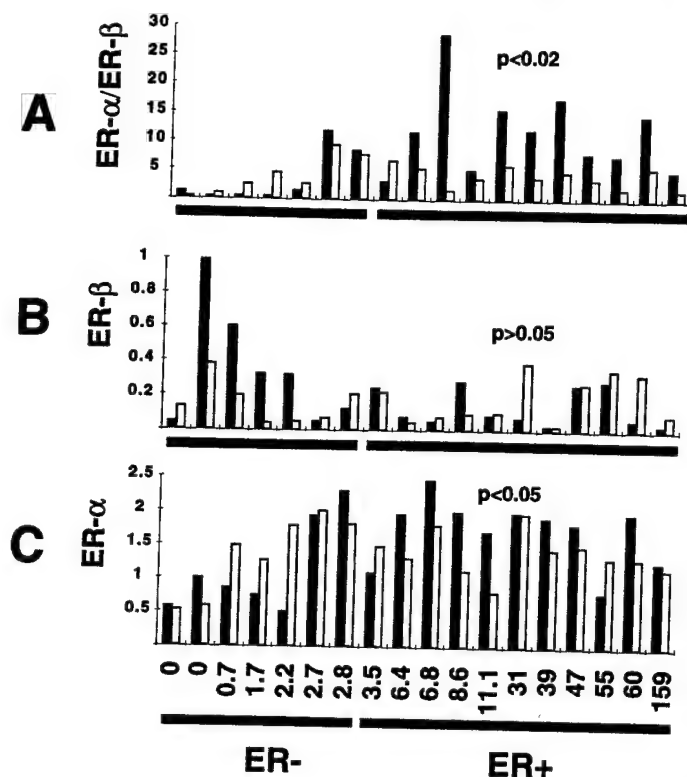 A
ER-α/ER-β
30
25
20
15
10
5
p<0.02
B
ER-β
1
0.8
0.6
0.4
0.2
p>0.05
C
ER-α
2.5
2
1.5
1
0.5
p<0.05
0 0 0.7 1.7 2.2 2.7 2.8 3.5 6.4 6.8 8.6 11.1 31 39 47 55 60 159
ER- ER+